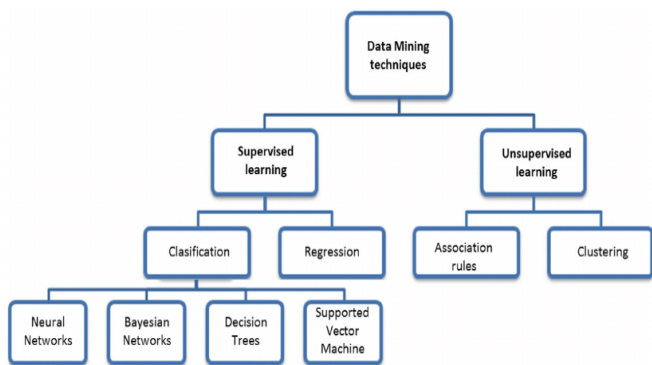 Data Mining
techniques
Supervised
learning
Unsupervised
learning
Clasification
Regression
Association
rules
Clustering
Neural
Networks
Bayesian
Networks
Decision
Trees
Supported
Vector
Machine